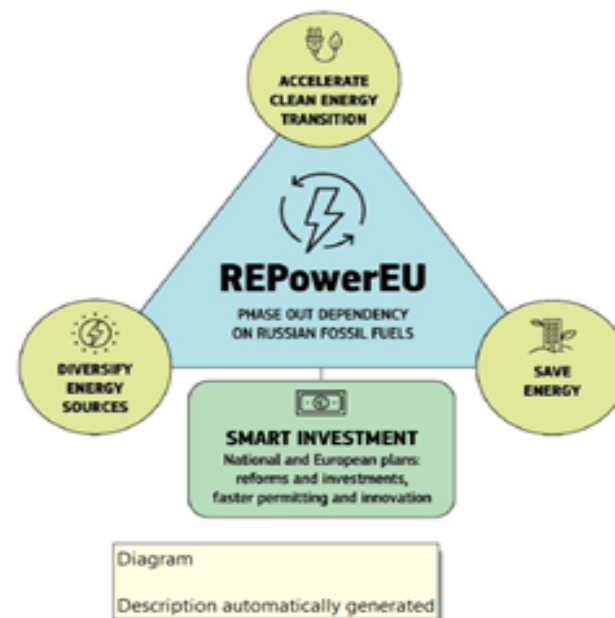 ACCELERATE
CLEAN ENERGY
TRANSITION
REPowerEU
PHASE OUT DEPENDENCY
ON RUSSIAN FOSSIL FUELS
DIVERSIFY
ENERGY
SOURCES
SAVE
ENERGY
SMART INVESTMENT
National and European plans:
reforms and investments,
faster permitting and innovation
Diagram
Description automatically generated